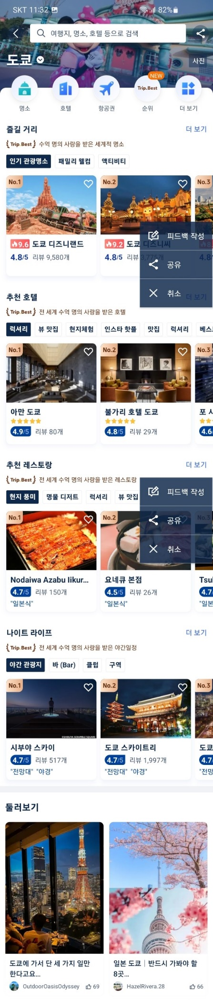 SKT 11:32
82%
여행지, 명소, 호텔 등으로 검색
도쿄
사진
NEW
Trip.Best
명소
호텔
항공권
순위
더 보기
즐길 거리
더 보기
Trip.Best 수억 명의 사랑을 받은 세계적 명소
인기 관광명소
패밀리 웰컴
액티비티
No.1
No.2
No.3
9.6 도쿄 디즈니랜드
9.2 도쿄 디즈니씨
4.8/5 리뷰 9,580개
4.8/5 리뷰 3,775개
피드백 작성
공유
취소
추천 호텔
더 보기
Trip.Best 전 세계 수억 명의 사랑을 받은 호텔
럭셔리
뷰 맛집
현지체험
인스타 핫플
맛집
럭셔리
베스
No.1
No.2
No.3
아만 도쿄
불가리 호텔 도쿄
포 시
4.9/5 리뷰 80개
4.8/5 리뷰 29개
4.6/
추천 레스토랑
더 보기
Trip.Best 전 세계 수억 명의 사랑을 받은 레스토랑
현지 풍미
명물 디저트
럭셔리
뷰 맛집
피드백 작성
공유
취소
No.1
No.2
No.3
Nodaiwa Azabu Iikur...
요네큐 본점
Tsul
4.7/5 리뷰 150개
4.5/5 리뷰 26개
4.7/
"일본식"
"일본식"
"일본
나이트 라이프
더 보기
Trip.Best 전 세계 수억 명의 사랑을 받은 야간일정
야간 관광지
바 (Bar)
클럽
구역
No.1
No.2
No.3
©SHIBUYA SCRAMBLE SQUARE
시부야 스카이
도쿄 스카이트리
도쿄
4.7/5 리뷰 517개
4.7/5 리뷰 1,997개
4.7/
"전망대" "야경"
"전망대" "야경"
"전망
둘러보기
도쿄에 가서 단 세 가지 일만
한다고요...
OutdoorOasisOdyssey
69
일본 도쿄｜반드시 가봐야 할
8곳...
HazelRivera.28
66